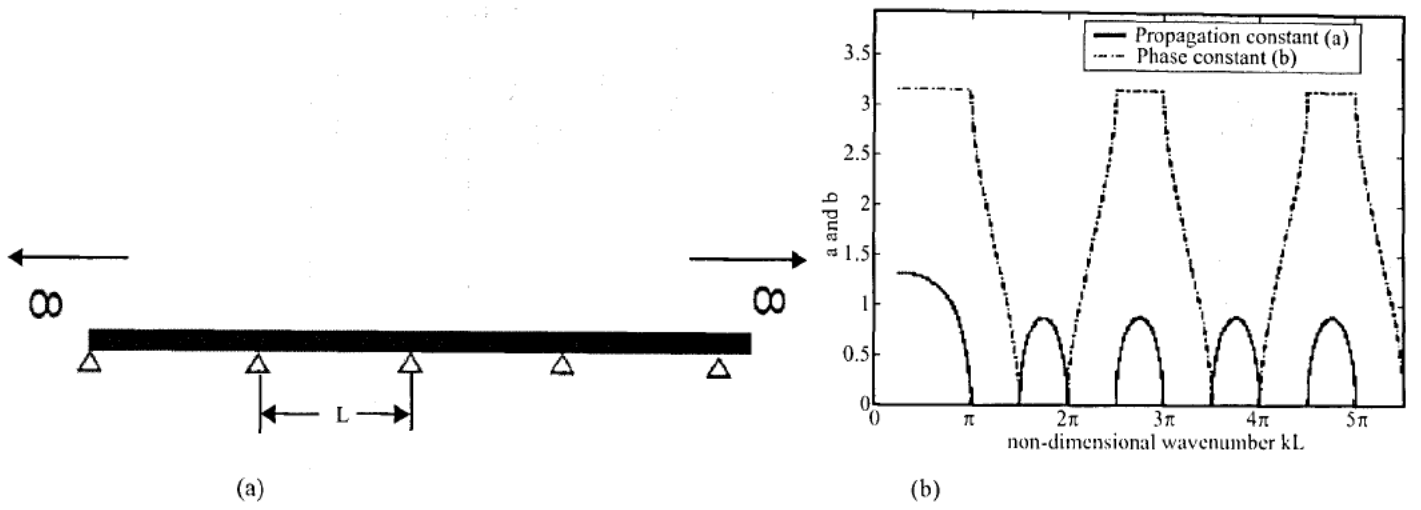 ∞
∞
L
(a)
Propagation constant (a)
Phase constant (b)
3.5
3
2.5
2
1.5
1
0.5
0
a and b
0 π 2π 3π 4π 5π
non-dimensional wavenumber kL
(b)